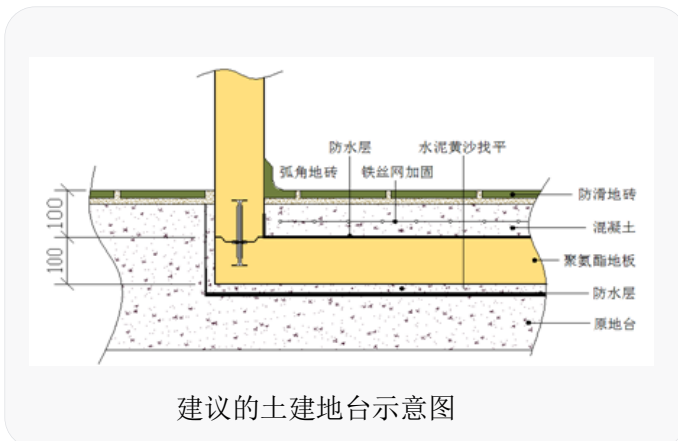 防水层
水泥黄沙找平
弧角地砖
铁丝网加固
防滑地砖
100
混凝土
100
聚氨酯地板
防水层
原地台
建议的土建地台示意图